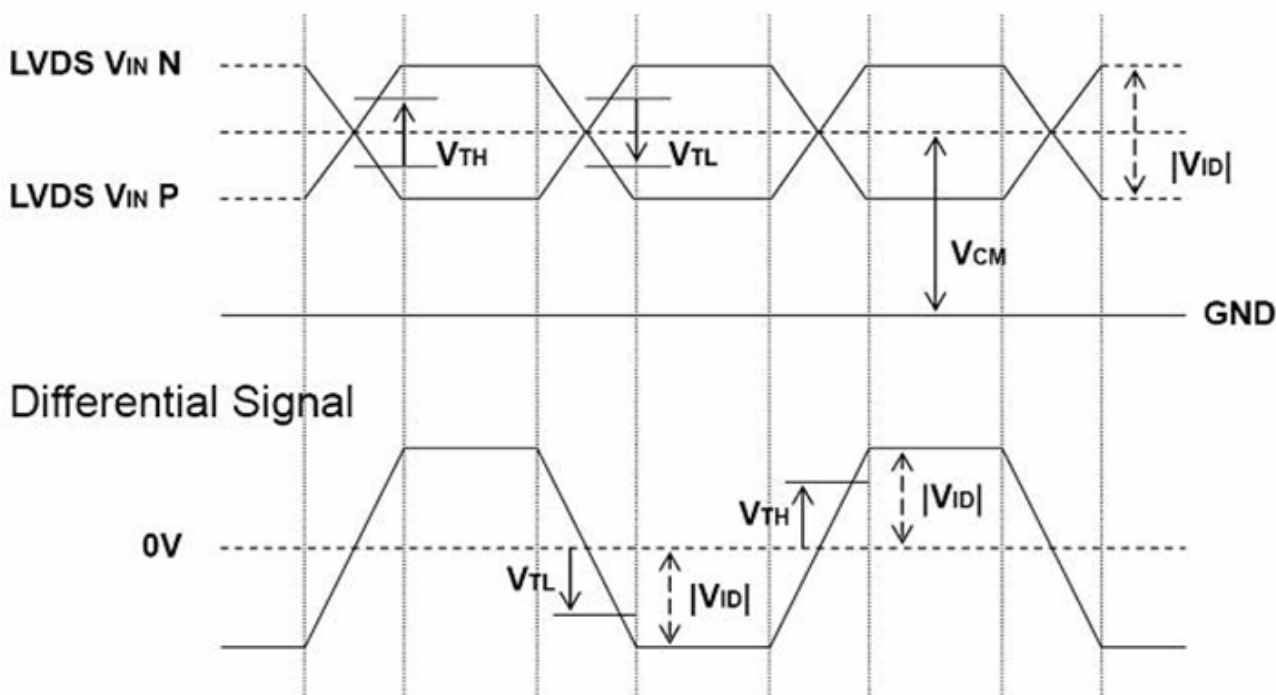 LVDS VIN N
VTH
VTL
|VID|
LVDS VIN P
VCM
GND
Differential Signal
|VID|
VTH
0V
VTL
|VID|